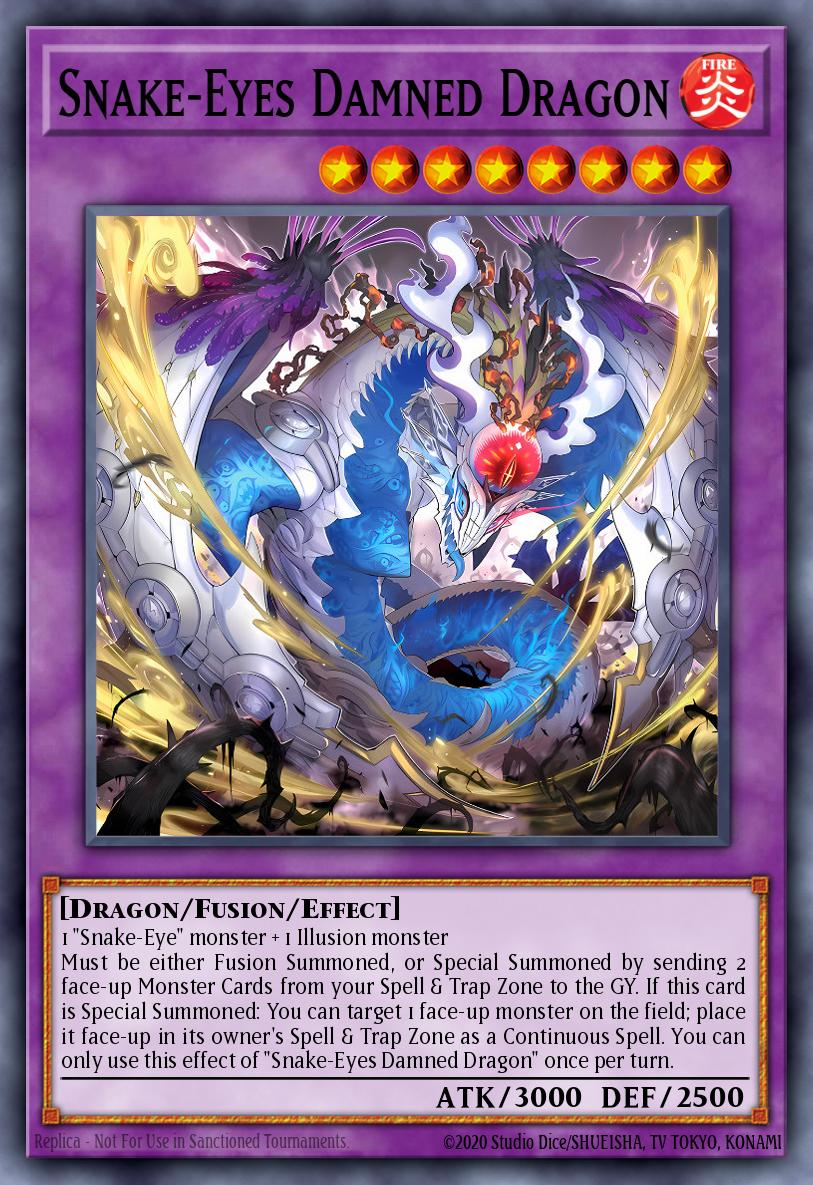 Snake-Eyes Damned Dragon
FIRE
炎
[Dragon/Fusion/Effect]
1 "Snake-Eye" monster + 1 Illusion monster
Must be either Fusion Summoned, or Special Summoned by sending 2
face-up Monster Cards from your Spell & Trap Zone to the GY. If this card
is Special Summoned: You can target 1 face-up monster on the field; place
it face-up in its owner's Spell & Trap Zone as a Continuous Spell. You can
only use this effect of "Snake-Eyes Damned Dragon" once per turn.
ATK/3000 DEF/2500
Replica - Not For Use in Sanctioned Tournaments.
©2020 Studio Dice/SHUEISHA, TV TOKYO, KONAMI